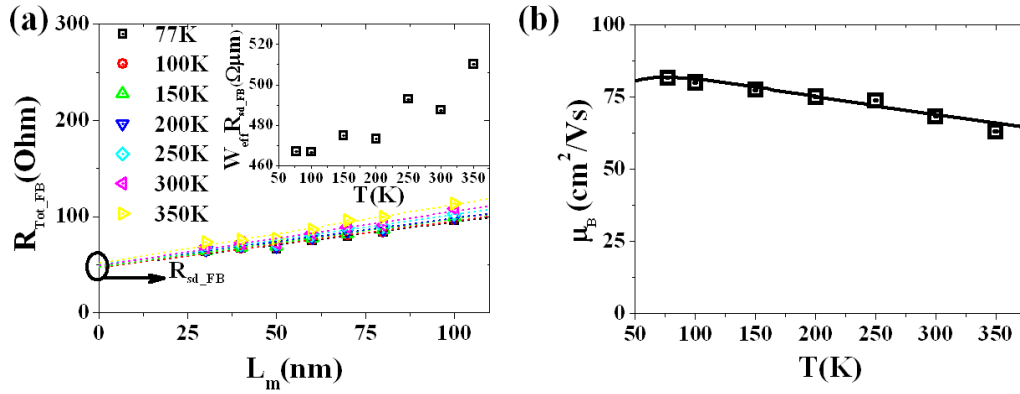 (a)
R_Tot_FB(Ohm)
300
200
100
0
77K
100K
150K
200K
250K
300K
350K
W_eff R_sd_FB(Ωμm)
520
500
480
460
50 100 150 200 250 300 350
T(K)
R_sd_FB
0 25 50 75 100
L_m(nm)
(b)
μ_B (cm²/Vs)
100
75
50
25
0
50 100 150 200 250 300 350
T(K)